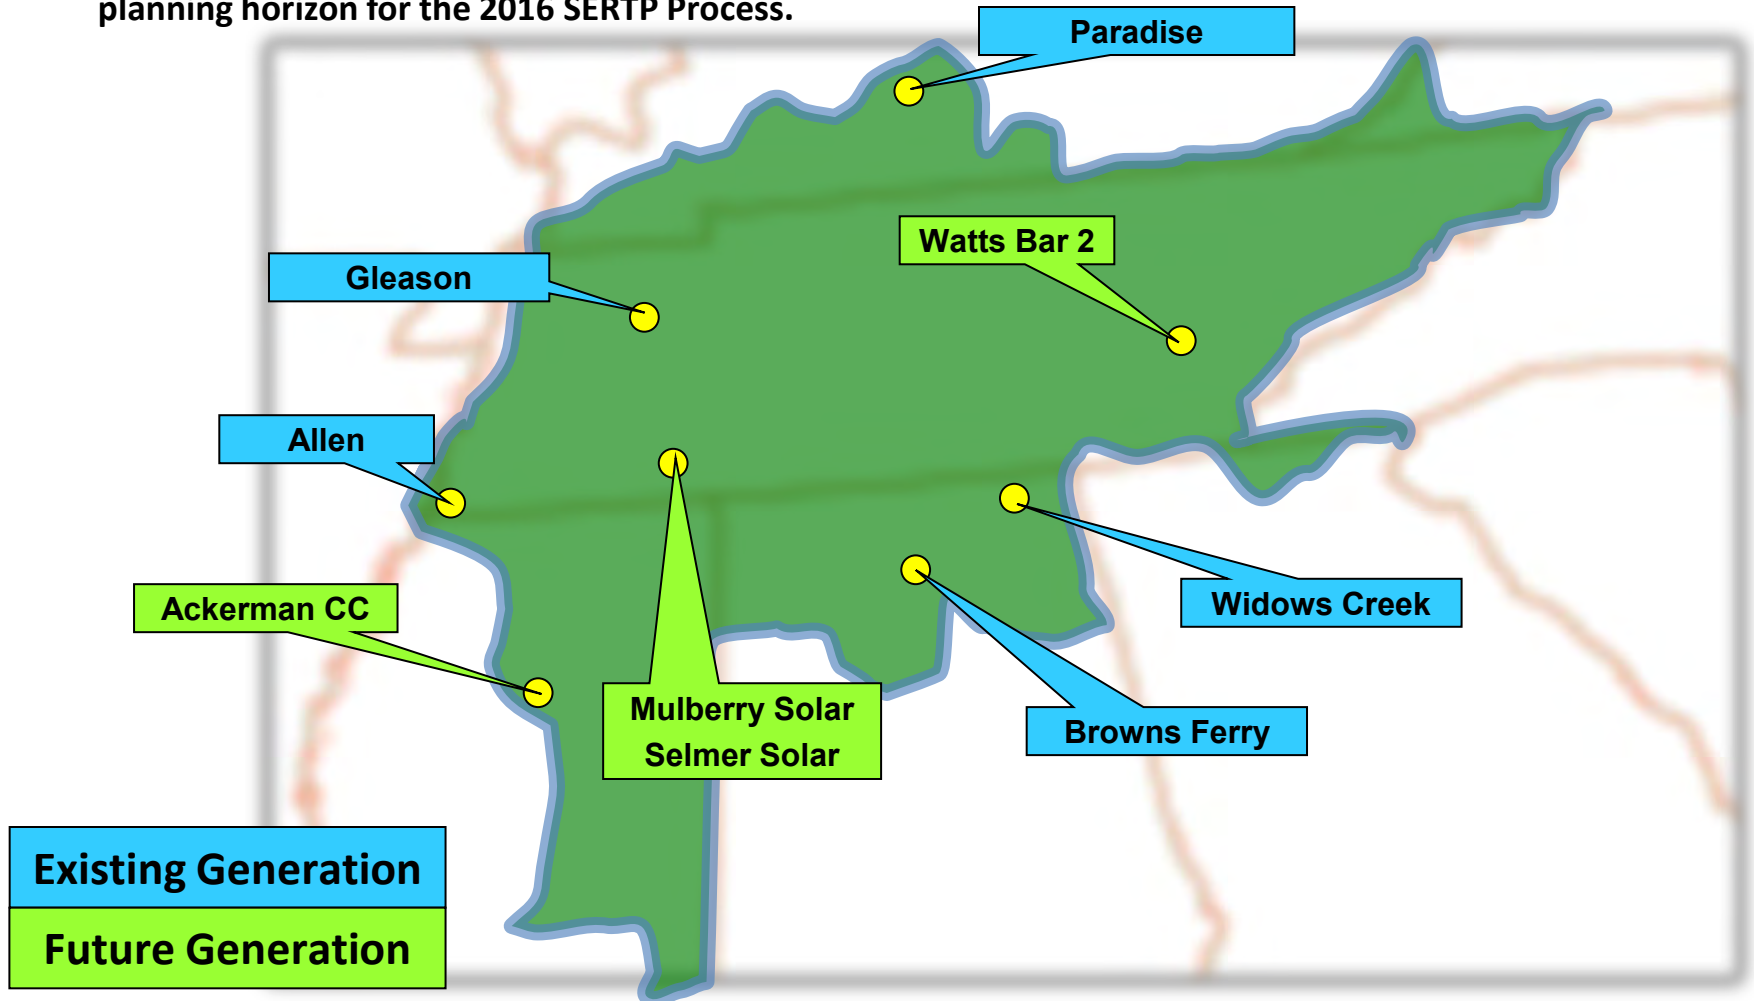 planning horizon for the 2016 SERTP Process.
Paradise
Watts Bar 2
Gleason
Allen
Ackerman CC
Widows Creek
Mulberry Solar
Selmer Solar
Browns Ferry
Existing Generation
Future Generation